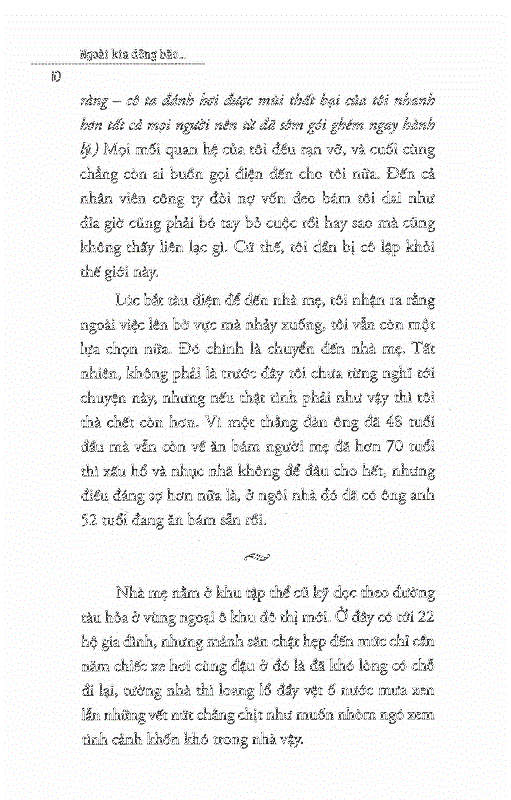 Ngoài kia dông bão...
10
ràng – cô ta đánh hơi được mùi thất bại của tôi nhanh
hơn tất cả mọi người nên từ đã sớm gói ghém ngay hành
lý.) Mọi mối quan hệ của tôi đều rạn vỡ, và cuối cùng
chẳng còn ai buồn gọi điện đến cho tôi nữa. Đến cả
nhân viên công ty đòi nợ vốn đeo bám tôi dai như
đỉa giờ cũng phải bó tay bỏ cuộc rồi hay sao mà cũng
không thấy liên lạc gì. Cứ thế, tôi dần bị cô lập khỏi
thế giới này.
Lúc bắt tàu điện để đến nhà mẹ, tôi nhận ra rằng
ngoài việc lên bờ vực mà nhảy xuống, tôi vẫn còn một
lựa chọn nữa. Đó chính là chuyển đến nhà mẹ. Tất
nhiên, không phải là trước đây tôi chưa từng nghĩ tới
chuyện này, nhưng nếu thật tình phải như vậy thì tôi
thà chết còn hơn. Vì một thằng đàn ông đã 48 tuổi
đầu mà vẫn còn về ăn bám người mẹ đã hơn 70 tuổi
thì xấu hổ và nhục nhã không để đâu cho hết, nhưng
điều đáng sợ hơn nữa là, ở ngôi nhà đó đã có ông anh
52 tuổi đang ăn bám sẵn rồi.
Nhà mẹ nằm ở khu tập thể cũ kỹ dọc theo đường
tàu hỏa ở vùng ngoại ô khu đô thị mới. Ở đây có tới 22
hộ gia đình, nhưng mảnh sân chật hẹp đến mức chỉ cần
năm chiếc xe hơi cùng đậu ở đó là đã khó lòng có chỗ
đi lại, tường nhà thì loang lổ đầy vệt ố nước mưa xen
lẫn những vết nứt chằng chịt như muốn nhòm ngó xem
tình cảnh khốn khó trong nhà vậy.